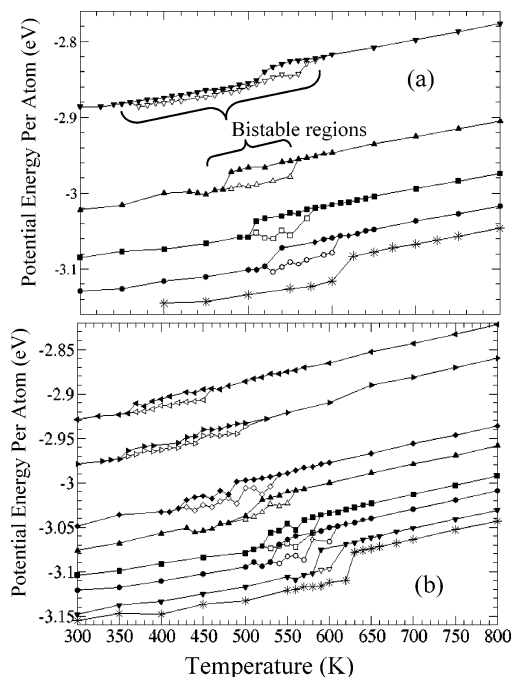 -2.8
(a)
-2.9
Bistable regions
-3
-3.1
Potential Energy Per Atom (eV)
-2.85
-2.9
-2.95
-3
-3.05
-3.1
-3.15
Potential Energy Per Atom (eV)
(b)
300 350 400 450 500 550 600 650 700 750 800
Temperature (K)